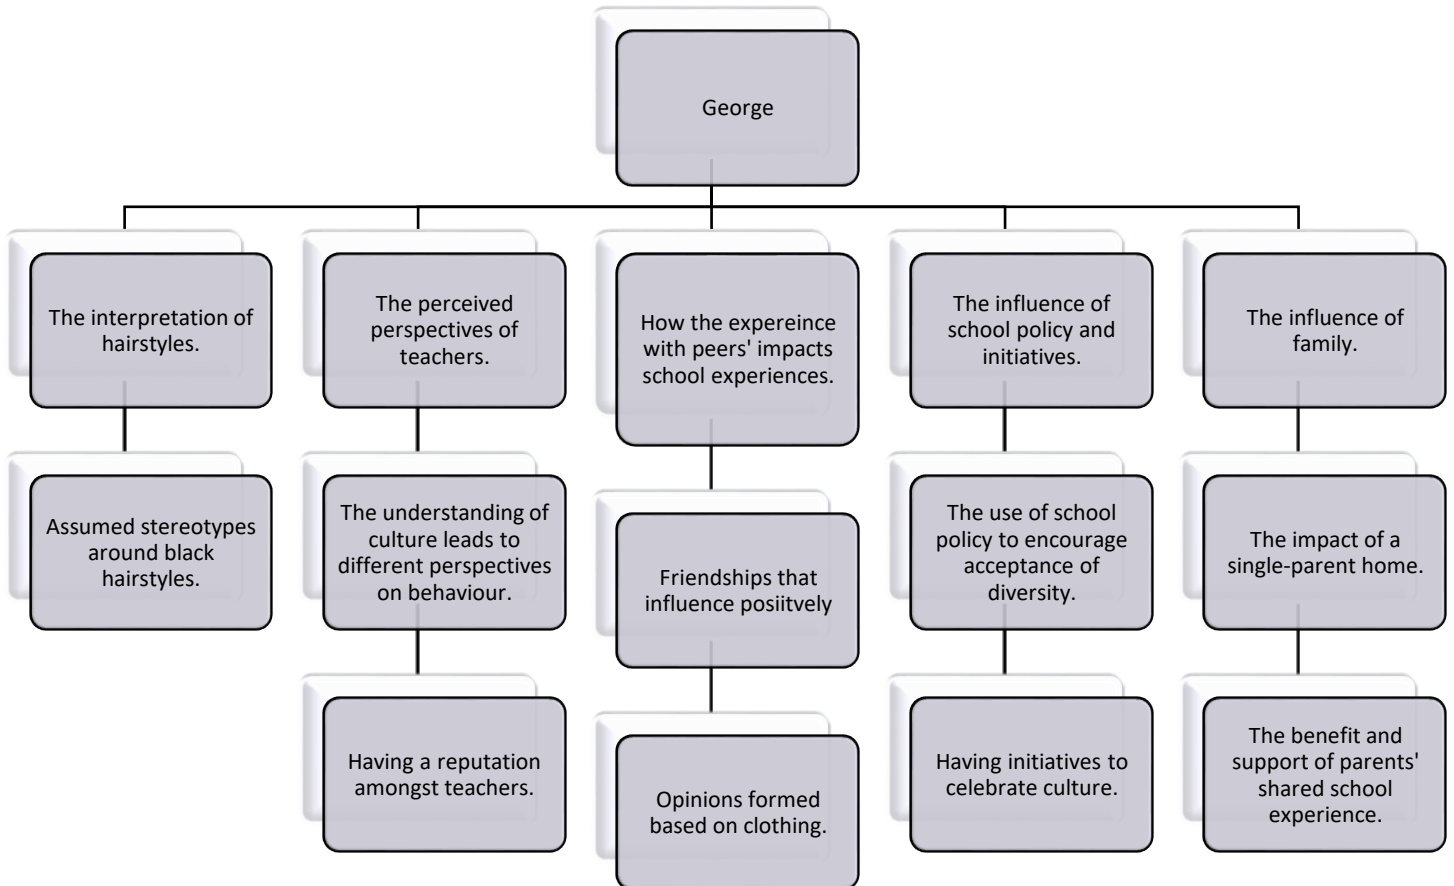 George
The interpretation of
hairstyles.
The perceived
perspectives of
teachers.
How the expereince
with peers' impacts
school experiences.
The influence of
school policy and
initiatives.
The influence of
family.
Assumed stereotypes
around black
hairstyles.
The understanding of
culture leads to
different perspectives
on behaviour.
Friendships that
influence posiitvely
The use of school
policy to encourage
acceptance of
diversity.
The impact of a
single-parent home.
Having a reputation
amongst teachers.
Opinions formed
based on clothing.
Having initiatives to
celebrate culture.
The benefit and
support of parents'
shared school
experience.